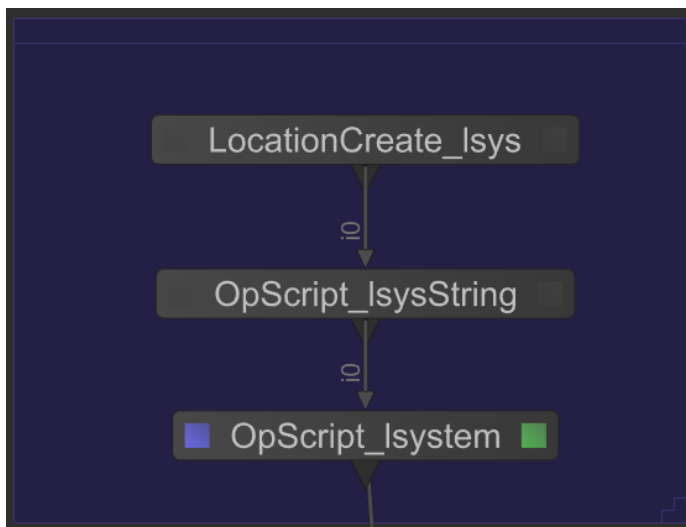 LocationCreate_lsys
i0
OpScript_lsysString
i0
OpScript_lsystem